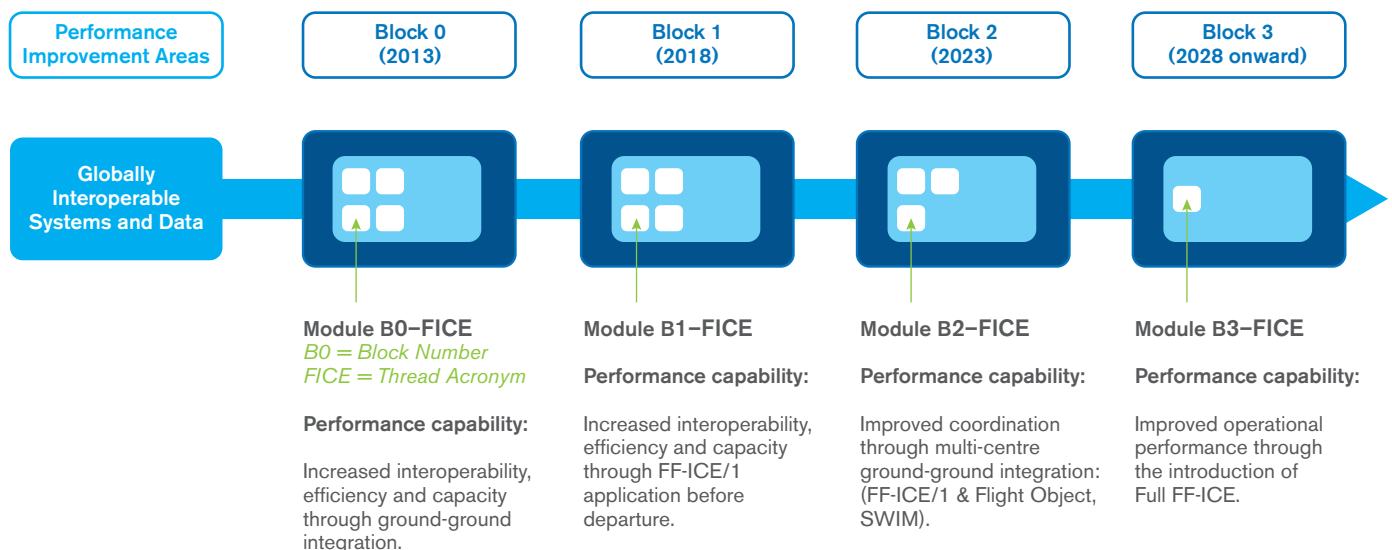 Performance
Improvement Areas
Block 0
(2013)
Block 1
(2018)
Block 2
(2023)
Block 3
(2028 onward)
Globally
Interoperable
Systems and Data
Module B0–FICE
B0 = Block Number
FICE = Thread Acronym
Performance capability:
Increased interoperability,
efficiency and capacity
through ground-ground
integration.
Module B1–FICE
Performance capability:
Increased interoperability,
efficiency and capacity
through FF-ICE/1
application before
departure.
Module B2–FICE
Performance capability:
Improved coordination
through multi-centre
ground-ground integration:
(FF-ICE/1 & Flight Object,
SWIM).
Module B3–FICE
Performance capability:
Improved operational
performance through
the introduction of
Full FF-ICE.